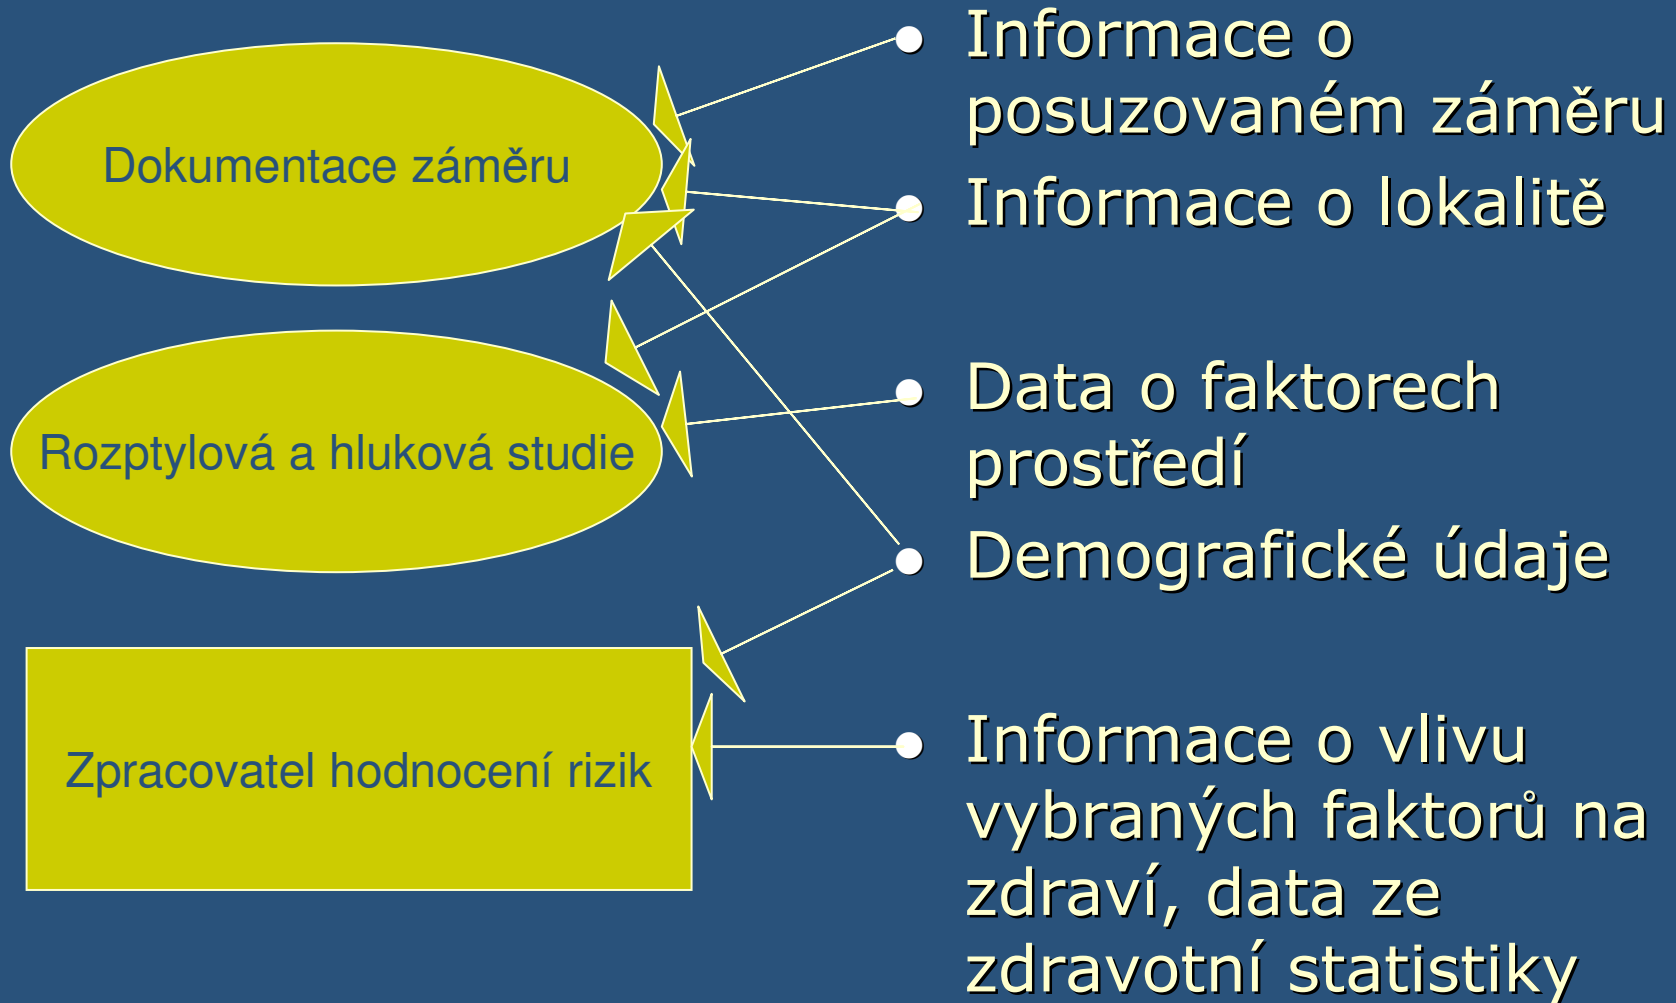 Dokumentace záměru
Rozptylová a hluková studie
Zpracovatel hodnocení rizik
Informace o
posuzovaném záměru
Informace o lokalitě
Data o faktorech
prostředí
Demografické údaje
Informace o vlivu
vybraných faktorů na
zdraví, data ze
zdravotní statistiky